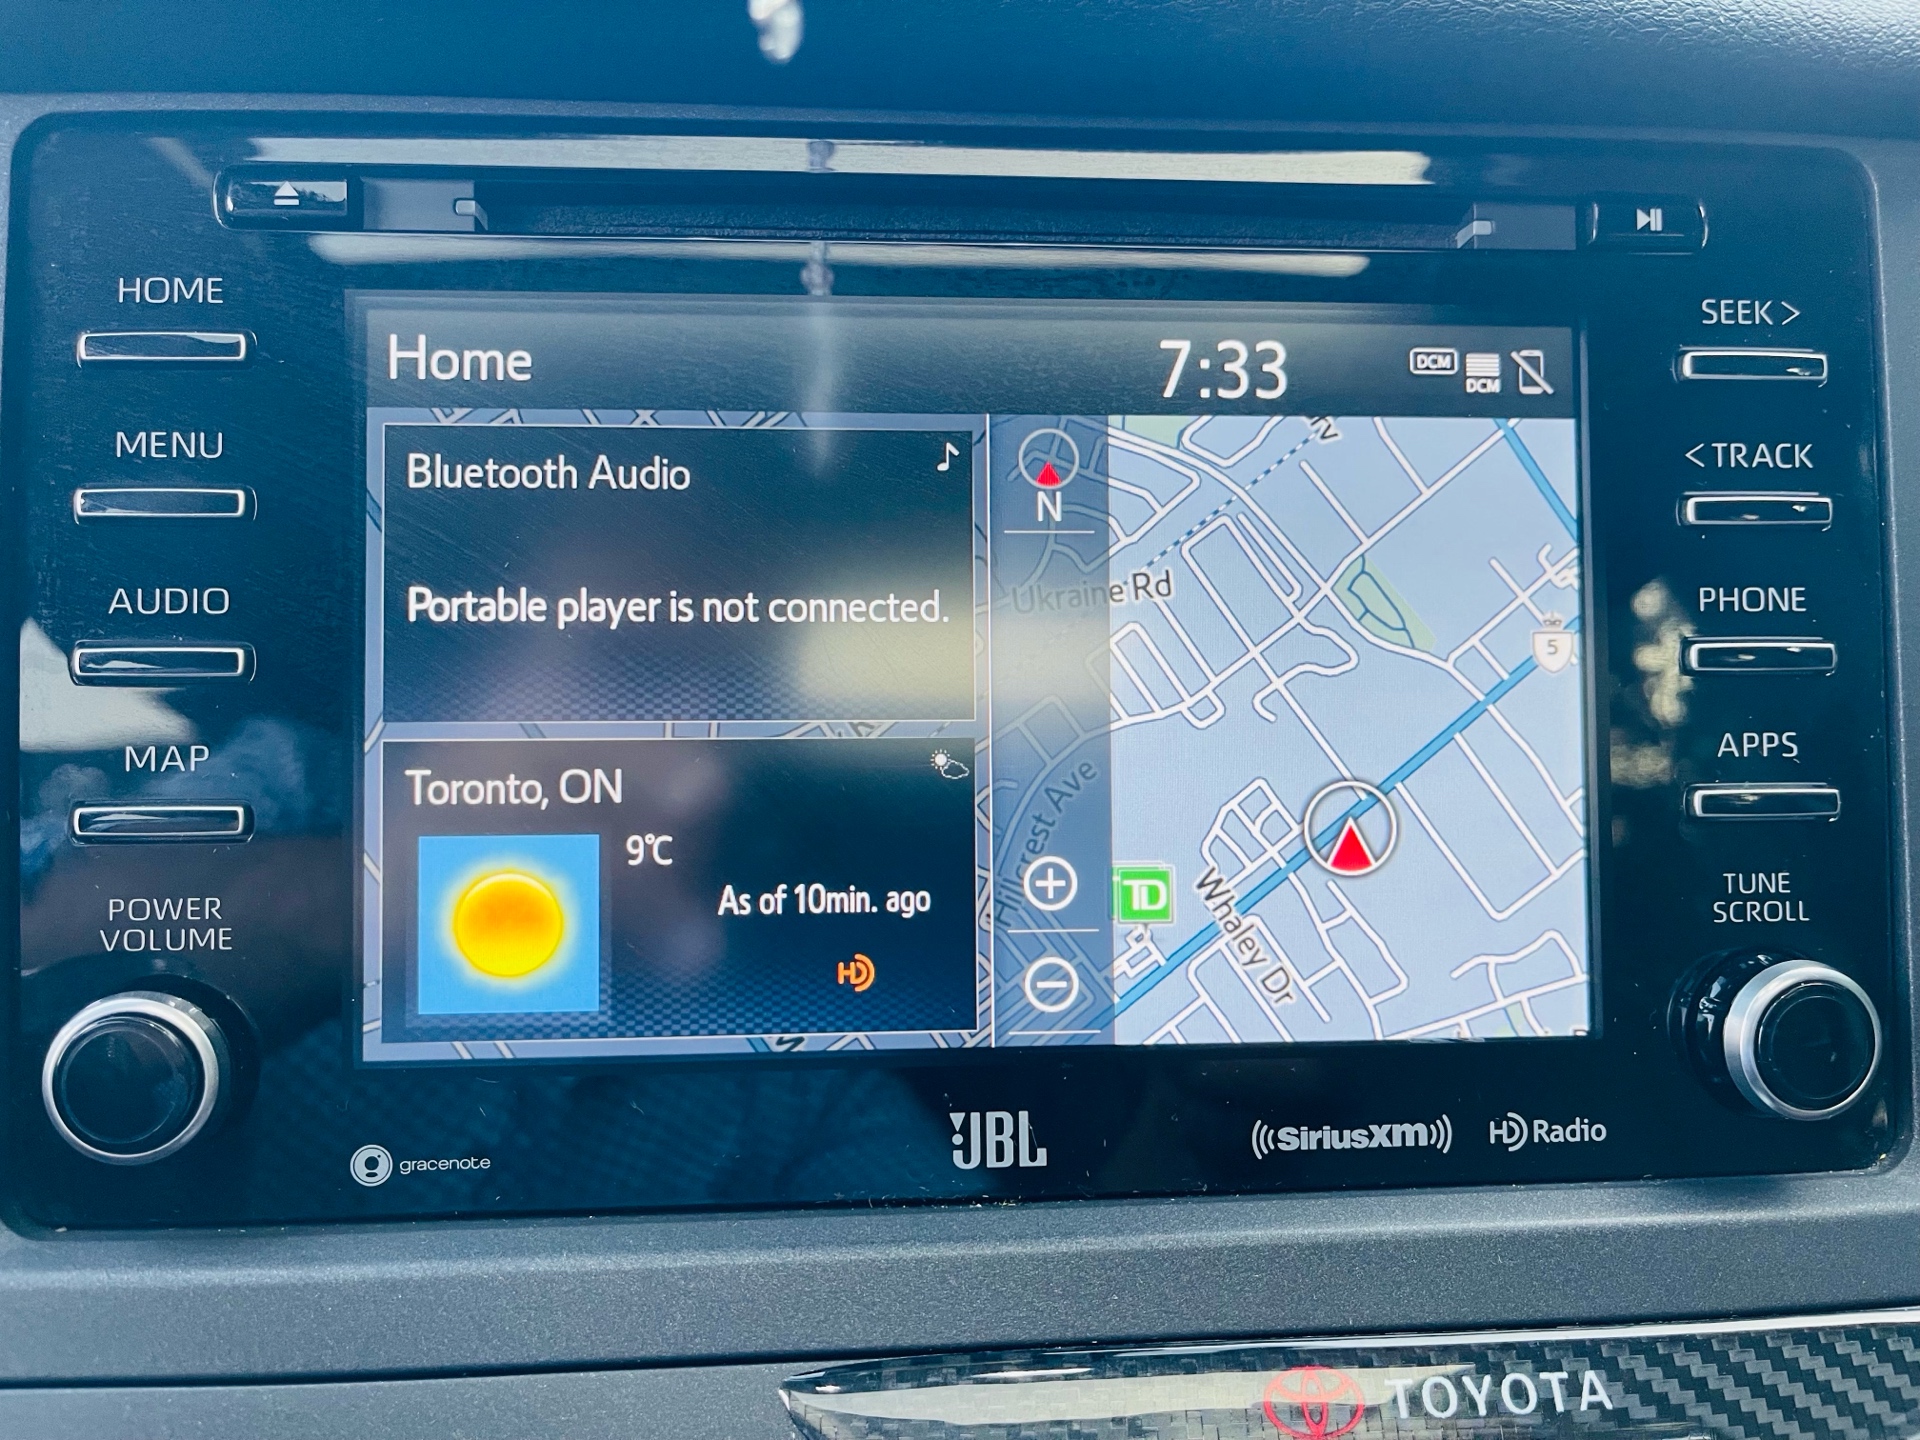 HOME
MENU
AUDIO
MAP
POWER
VOLUME
Home
7:33
DCM
DCM
Bluetooth Audio
Portable player is not connected.
Toronto, ON
9°C
As of 10min. ago
HD
N
Ukraine Rd
5
Hillcrest Ave
TD
Whaley Dr
SEEK >
< TRACK
PHONE
APPS
TUNE
SCROLL
gracenote
JBL
((SiriusXM))
HD Radio
TOYOTA